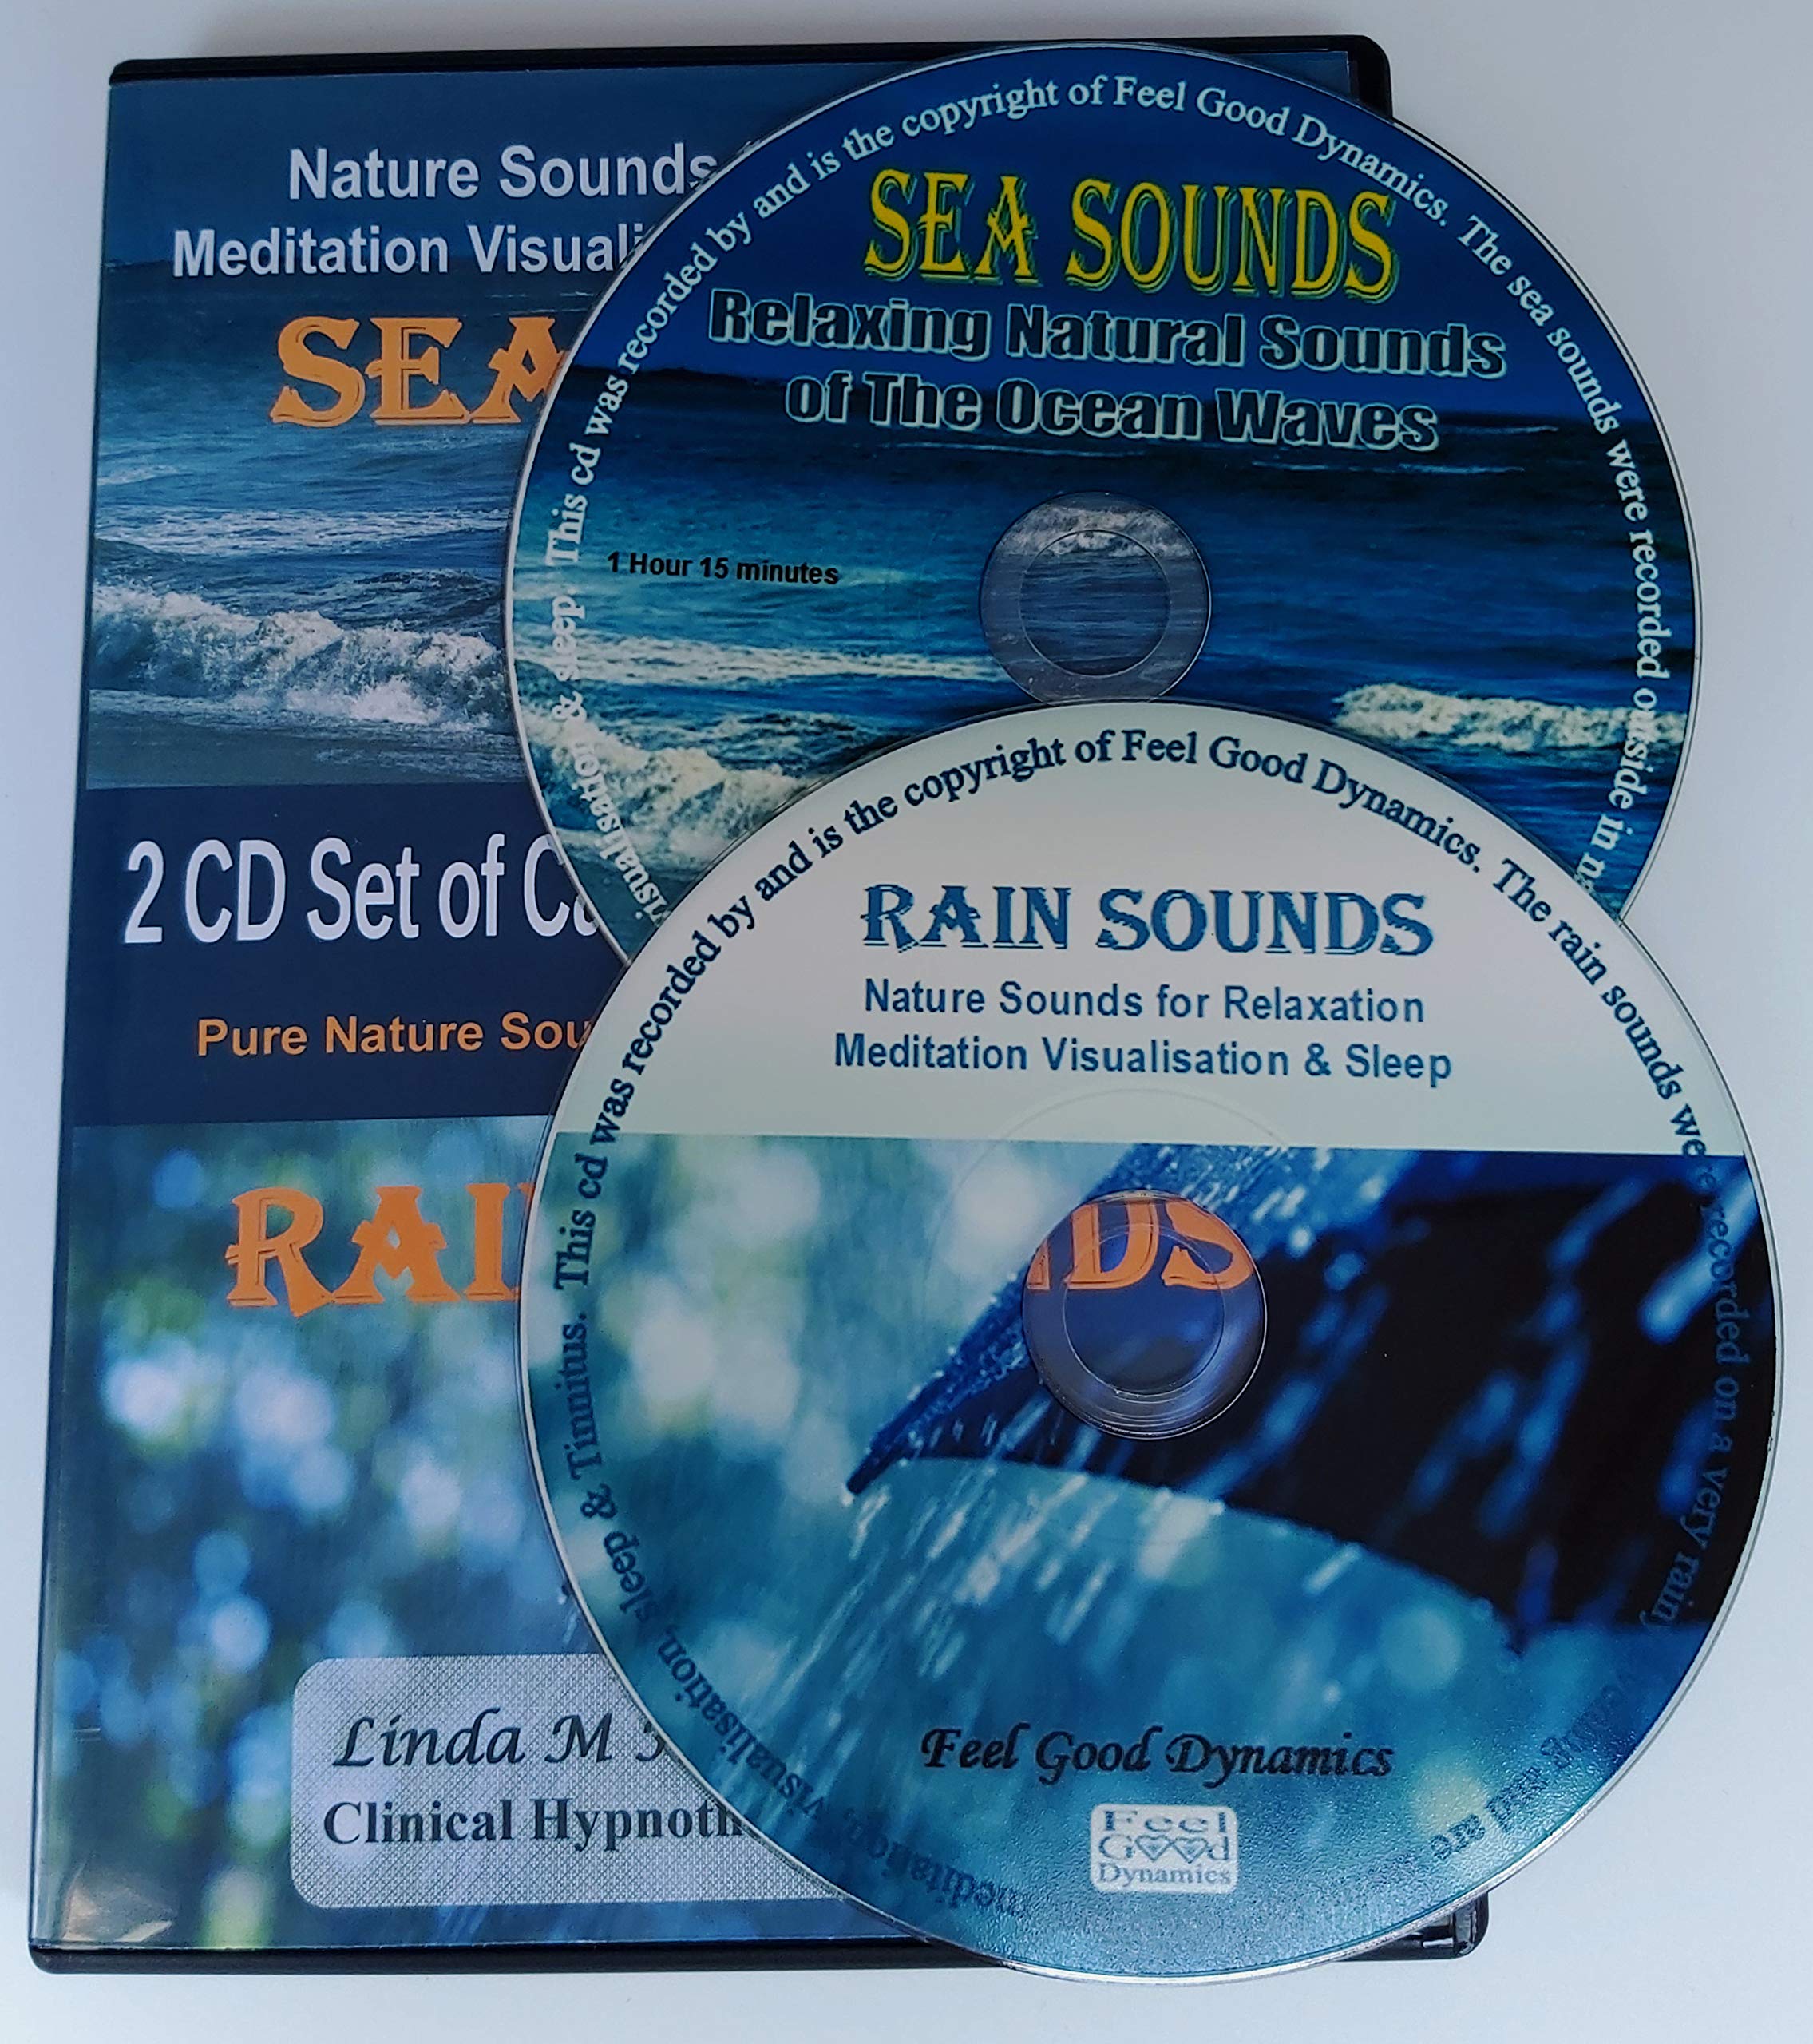 Nature Sounds
Meditation
SEA
2 CD Set of
Pure Nature
Linda M
Clinical
SEA SOUNDS
Relaxing Natural Sounds
of The Ocean Waves
1 Hour 15 minutes
visualisation & sleep This cd was recorded by and is the copyright of Feel Good Dynamics. The sea sounds were recorded outside in
RAIN SOUNDS
Nature Sounds for Relaxation
Meditation Visualisation & Sleep
NDS
meditation, visualisation, sleep & Tinnitus. This cd was recorded by and is the copyright of Feel Good Dynamics. The rain sounds were recorded on a very rainy
and are
Feel Good Dynamics
Feel
Good
Dynamics